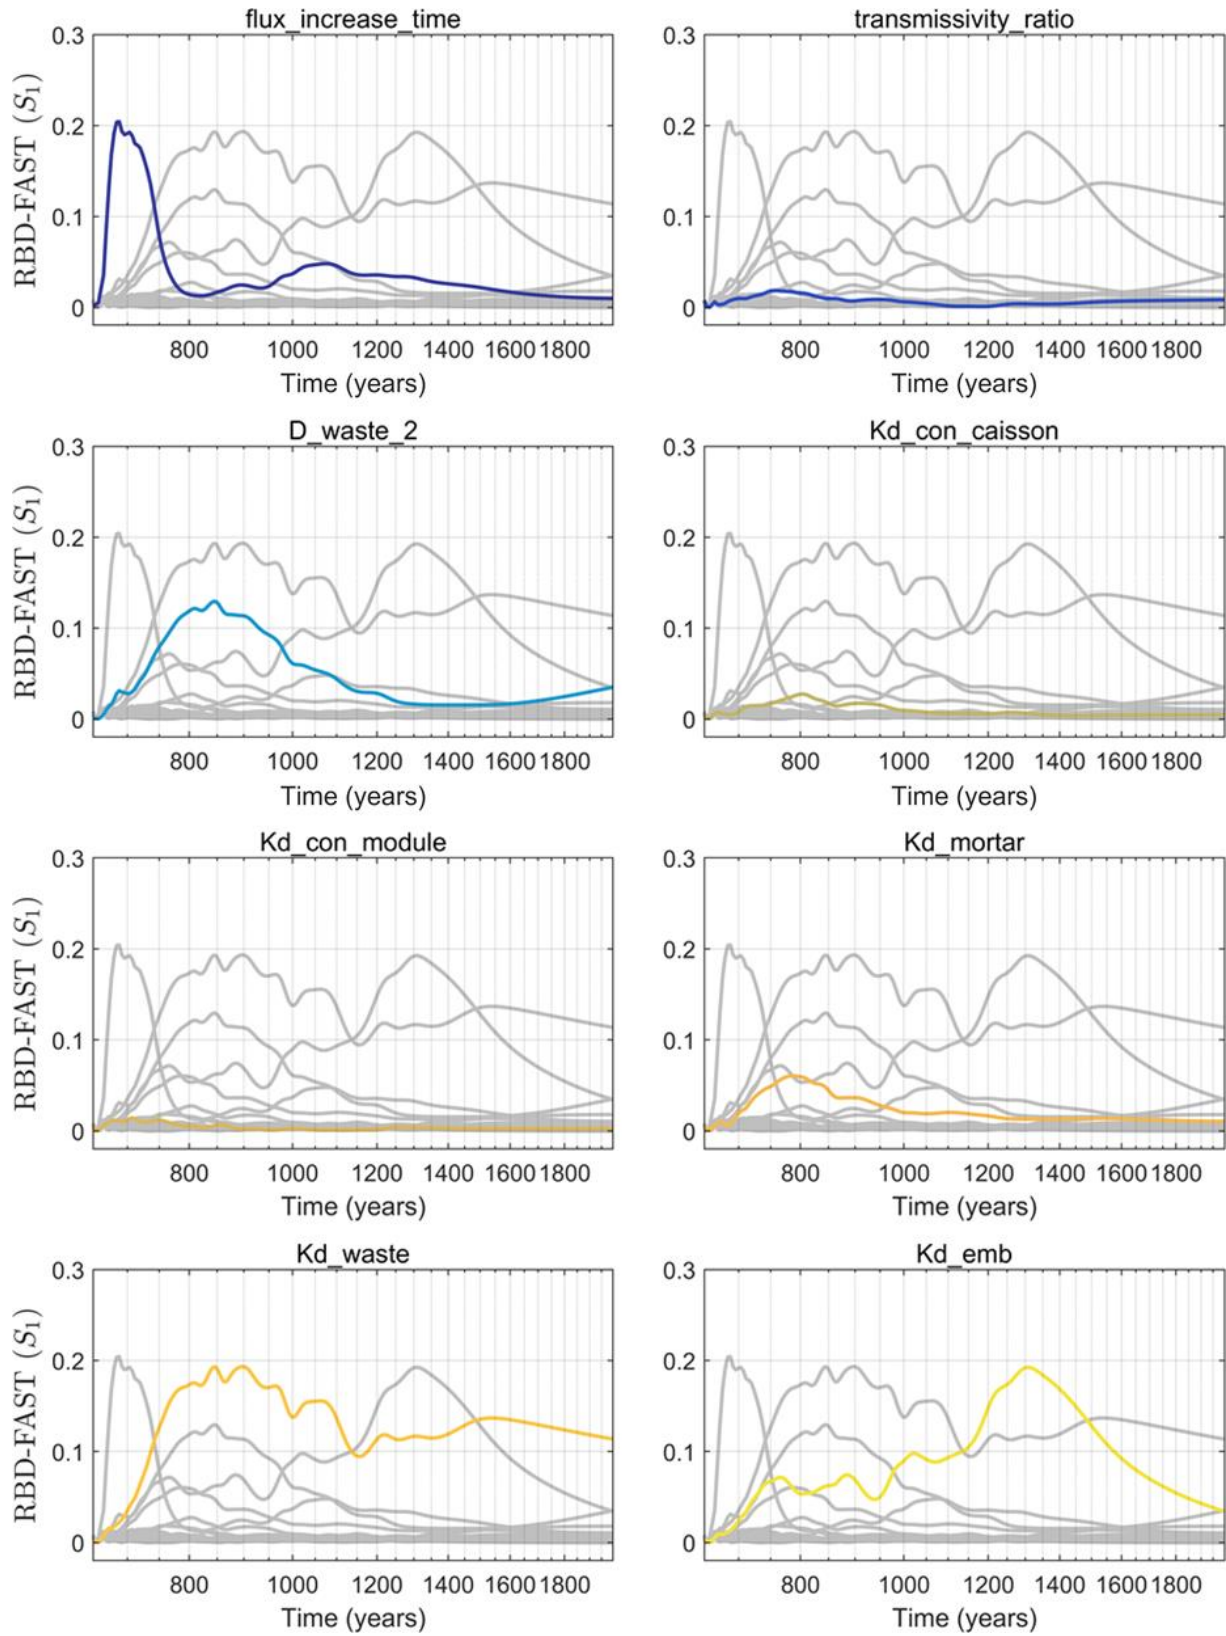 flux_increase_time
transmissivity_ratio
0.3
0.2
0.1
0
RBD-FAST (S1)
800 1000 1200 1400 1600 1800
Time (years)
0.3
0.2
0.1
0
800 1000 1200 1400 1600 1800
Time (years)
D_waste_2
Kd_con_caisson
0.3
0.2
0.1
0
RBD-FAST (S1)
800 1000 1200 1400 1600 1800
Time (years)
0.3
0.2
0.1
0
800 1000 1200 1400 1600 1800
Time (years)
Kd_con_module
Kd_mortar
0.3
0.2
0.1
0
RBD-FAST (S1)
800 1000 1200 1400 1600 1800
Time (years)
0.3
0.2
0.1
0
800 1000 1200 1400 1600 1800
Time (years)
Kd_waste
Kd_emb
0.3
0.2
0.1
0
RBD-FAST (S1)
800 1000 1200 1400 1600 1800
Time (years)
0.3
0.2
0.1
0
800 1000 1200 1400 1600 1800
Time (years)